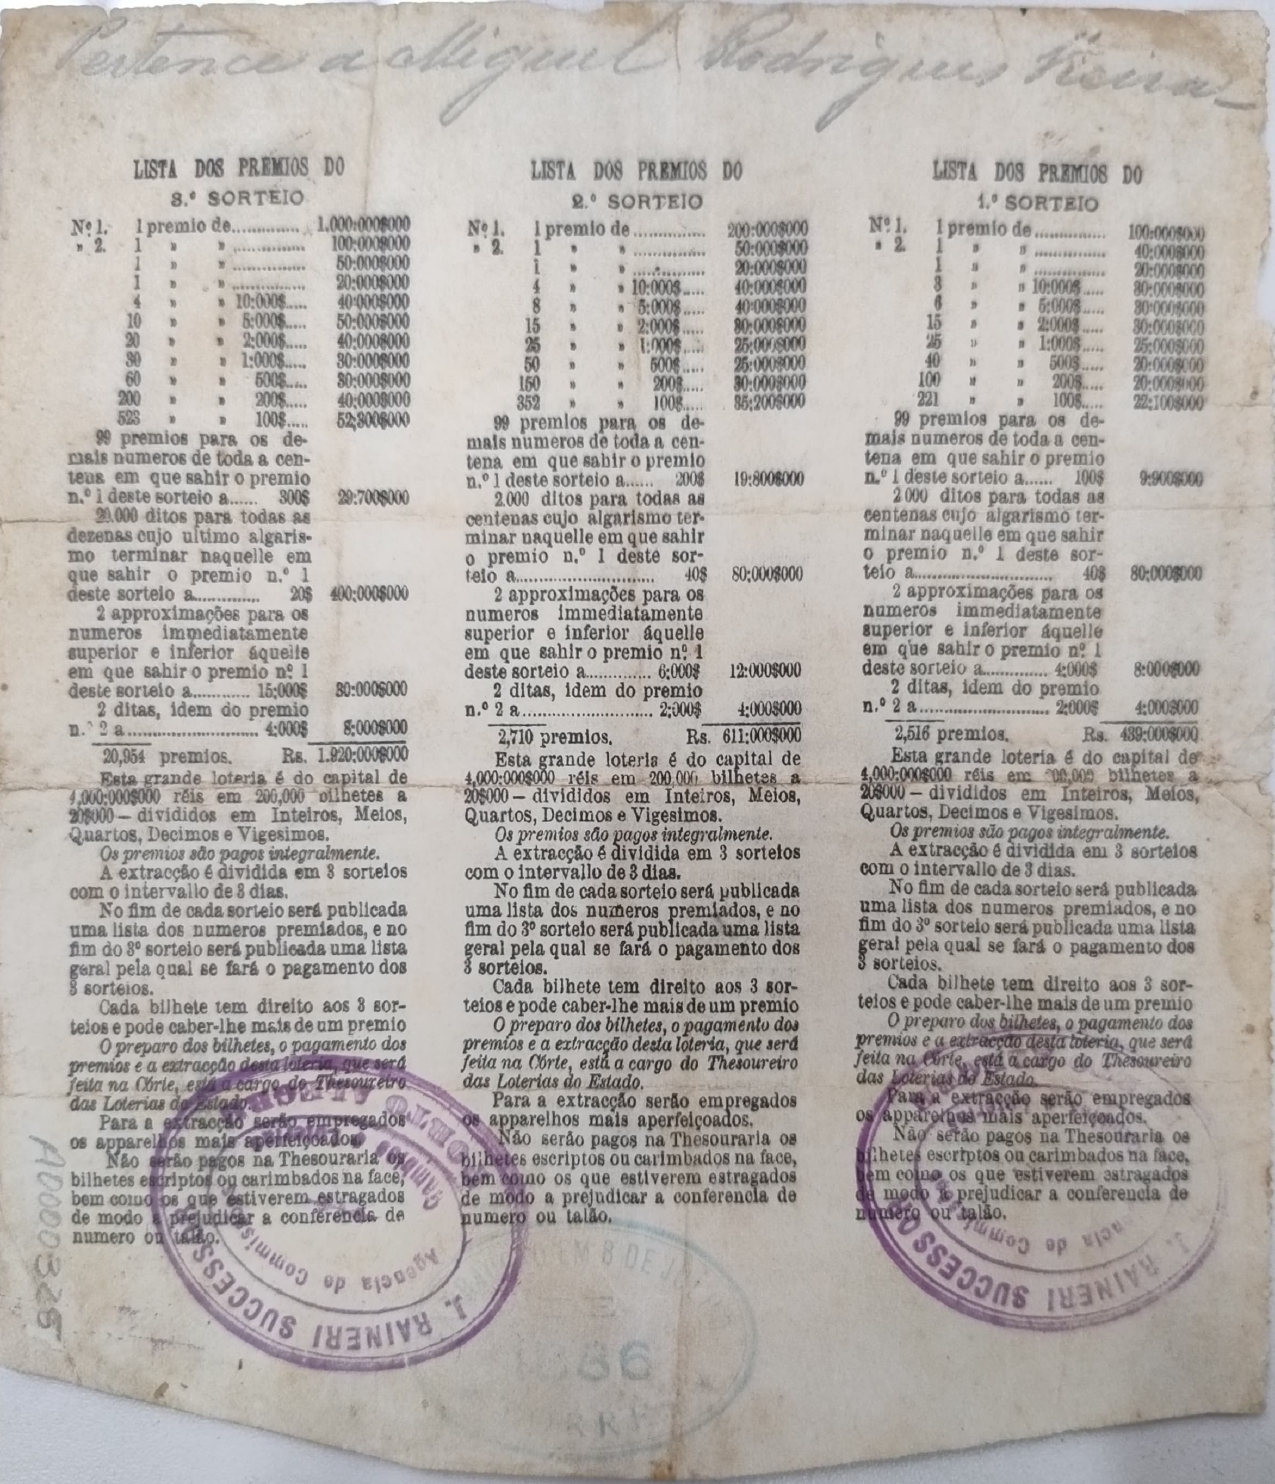 Pertence a Miguel Rodrigues Vieira
LISTA DOS PREMIOS DO
3.º SORTEIO
Nº 1. 1 premio de.............. 1.000:000$000
» 2. 1 » » .............. 100:000$000
1 » » .............. 50:000$000
1 » » .............. 20:000$000
4 » » 10:000$..... 40:000$000
10 » » 5:000$..... 50:000$000
20 » » 2:000$..... 40:000$000
30 » » 1:000$..... 30:000$000
60 » » 500$..... 30:000$000
200 » » 200$..... 40:000$000
523 » » 100$..... 52:300$000
99 premios para os de-
mais numeros de toda a cen-
tena em que sahir o premio
n.º 1 deste sorteio a...... 300$ 29:700$000
20.000 ditos para todas as
dezenas cujo ultimo algaris-
mo terminar naquelle em
que sahir o premio n.º 1
deste sorteio a............ 20$ 400:000$000
2 approximações para os
numeros immediatamente
superior e inferior áquelle
em que sahir o premio nº 1
deste sorteio a.......... 15:000$ 30:000$000
2 ditas, idem do premio
n.º 2 a........................ 4:000$ 8:000$000
20,954 premios. Rs. 1.920:000$000
Esta grande loteria é do capital de
4,000:000$000 réis em 200,000 bilhetes a
20$000 — divididos em Inteiros, Meios,
Quartos, Decimos e Vigesimos.
Os premios são pagos integralmente.
A extracção é dividida em 3 sorteios
com o intervallo de 3 dias.
No fim de cada sorteio será publicada
uma lista dos numeros premiados, e no
fim do 3º sorteio será publicada uma lista
geral pela qual se fará o pagamento dos
3 sorteios.
Cada bilhete tem direito aos 3 sor-
teios e pode caber-lhe mais de um premio
O preparo dos bilhetes, o pagamento dos
premios e a extracção desta loteria, que será
feita na Côrte, está a cargo do Thesoureiro
das Loterias do Estado.
Para a extracção serão empregados
os apparelhos mais aperfeiçoados.
Não serão pagos na Thesouraria os
bilhetes escriptos ou carimbados na face,
bem como os que estiverem estragados
de modo a prejudicar a conferencia de
numero ou talão.
LISTA DOS PREMIOS DO
2.º SORTEIO
Nº 1. 1 premio de .............. 200:000$000
» 2. 1 » » .............. 50:000$000
1 » » .............. 20:000$000
4 » » 10:000$..... 40:000$000
8 » » 5:000$..... 40:000$000
15 » » 2:000$..... 30:000$000
25 » » 1:000$..... 25:000$000
50 » » 500$..... 25:000$000
150 » » 200$..... 30:000$000
352 » » 100$..... 35:200$000
99 premios para os de-
mais numeros de toda a cen-
tena em que sahir o premio
n.º 1 deste sorteio a...... 200$ 19:800$000
2.000 ditos para todas as
centenas cujo algarismo ter-
minar naquelle em que sahir
o premio n.º 1 deste sor-
teio a........................... 40$ 80:000$000
2 approximações para os
numeros immediatamente
superior e inferior áquelle
em que sahir o premio nº 1
deste sorteio a............. 6:000$ 12:000$000
2 ditas, idem do premio
n.º 2 a......................... 2:000$ 4:000$000
2,710 premios. Rs. 611:000$000
Esta grande loteria é do capital de
4,000:000$000 réis em 200,000 bilhetes a
20$000 — divididos em Inteiros, Meios,
Quartos, Decimos e Vigesimos.
Os premios são pagos integralmente.
A extracção é dividida em 3 sorteios
com o intervallo de 3 dias.
No fim de cada sorteio será publicada
uma lista dos numeros premiados, e no
fim do 3º sorteio será publicada uma lista
geral pela qual se fará o pagamento dos
3 sorteios.
Cada bilhete tem direito aos 3 sor-
teios e pode caber-lhe mais de um premio
O preparo dos bilhetes, o pagamento dos
premios e a extracção desta loteria, que será
feita na Côrte, está a cargo do Thesoureiro
das Loterias do Estado.
Para a extracção serão empregados
os apparelhos mais aperfeiçoados.
Não serão pagos na Thesouraria os
bilhetes escriptos ou carimbados na face,
bem como os que estiverem estragados
de modo a prejudicar a conferencia de
numero ou talão.
LISTA DOS PREMIOS DO
1.º SORTEIO
Nº 1. 1 premio de.............. 100:000$000
» 2. 1 » » .............. 40:000$000
1 » » .............. 20:000$000
3 » » 10:000$..... 30:000$000
6 » » 5:000$..... 30:000$000
15 » » 2:000$..... 30:000$000
25 » » 1:000$..... 25:000$000
40 » » 500$..... 20:000$000
100 » » 200$..... 20:000$000
221 » » 100$..... 22:100$000
99 premios para os de-
mais numeros de toda a cen-
tena em que sahir o premio
n.º 1 deste sorteio a...... 100$ 9:900$000
2 000 ditos para todas as
centenas cujo algarismo ter-
minar naquelle em que sahir
o premio n.º 1 deste sor-
teio a........................... 40$ 80:000$000
2 approximações para os
numeros immediatamente
superior e inferior áquelle
em que sahir o premio nº 1
deste sorteio a............. 4:000$ 8:000$000
2 ditas, idem do premio
n.º 2 a......................... 2:000$ 4:000$000
2,516 premios. Rs. 439:000$000
Esta grande loteria é do capital de
4,000:000$000 réis em 200,000 bilhetes a
20$000 — divididos em Inteiros, Meios,
Quartos, Decimos e Vigesimos.
Os premios são pagos integralmente.
A extracção é dividida em 3 sorteios
com o intervallo de 3 dias.
No fim de cada sorteio será publicada
uma lista dos numeros premiados, e no
fim do 3º sorteio será publicada uma lista
geral pela qual se fará o pagamento dos
3 sorteios.
Cada bilhete tem direito aos 3 sor-
teios e pode caber-lhe mais de um premio
O preparo dos bilhetes, o pagamento dos
premios e a extracção desta loteria, que será
feita na Côrte, está a cargo do Thesoureiro
das Loterias do Estado.
Para a extracção serão empregados
os apparelhos mais aperfeiçoados.
Não serão pagos na Thesouraria os
bilhetes escriptos ou carimbados na face,
bem como os que estiverem estragados
de modo a prejudicar a conferencia de
numero ou talão.
J. RAINERI SUCCESSOR
Agencia de Commissões
PORTO ALEGRE
J. RAINERI SUCCESSOR
Agencia de Commissões
EM 8 DE
86